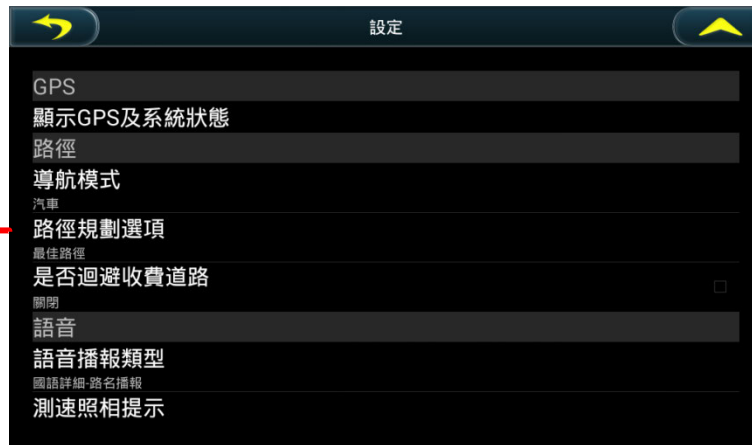 設定
GPS
顯示GPS及系統狀態
路徑
導航模式
汽車
路徑規劃選項
最佳路徑
是否迴避收費道路
關閉
語音
語音播報類型
國語詳細-路名播報
測速照相提示